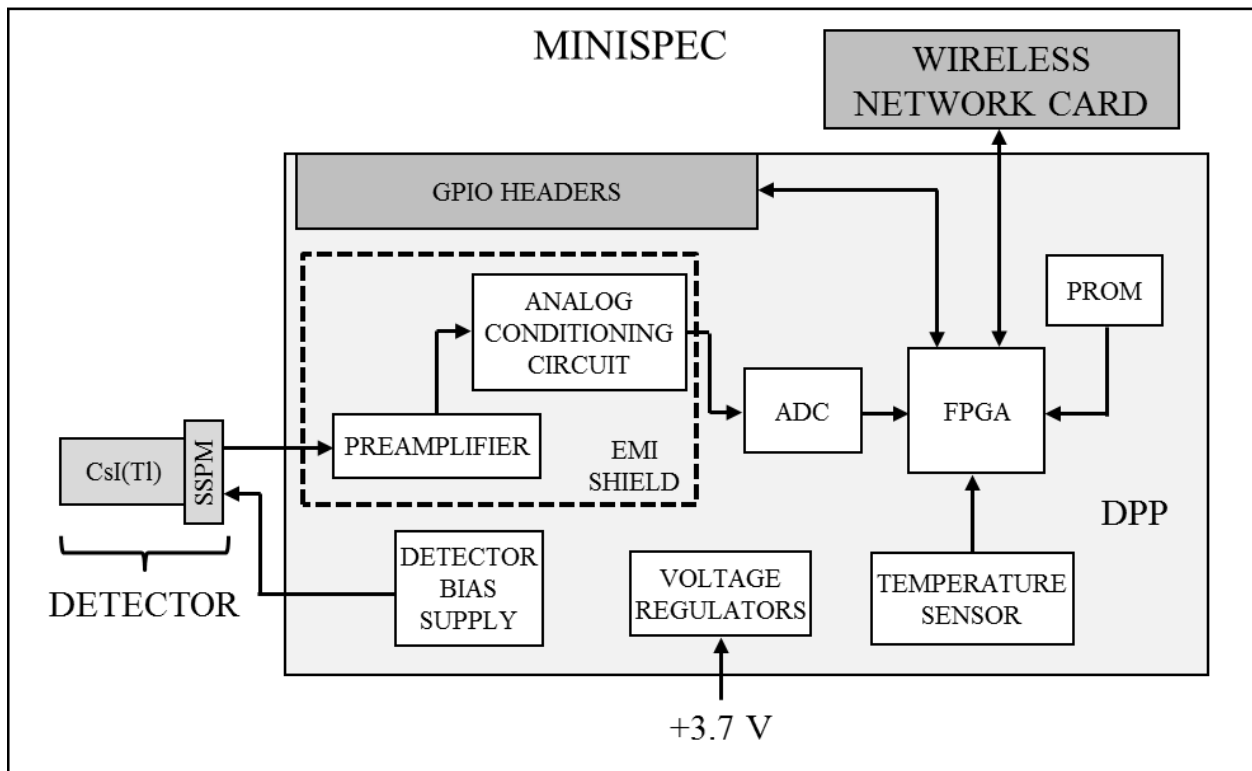 MINISPEC
WIRELESS
NETWORK CARD
GPIO HEADERS
ANALOG
CONDITIONING
CIRCUIT
PROM
ADC
FPGA
PREAMPLIFIER
EMI
SHIELD
CsI(Tl)
SSPM
DPP
DETECTOR
DETECTOR
BIAS
SUPPLY
VOLTAGE
REGULATORS
TEMPERATURE
SENSOR
+3.7 V